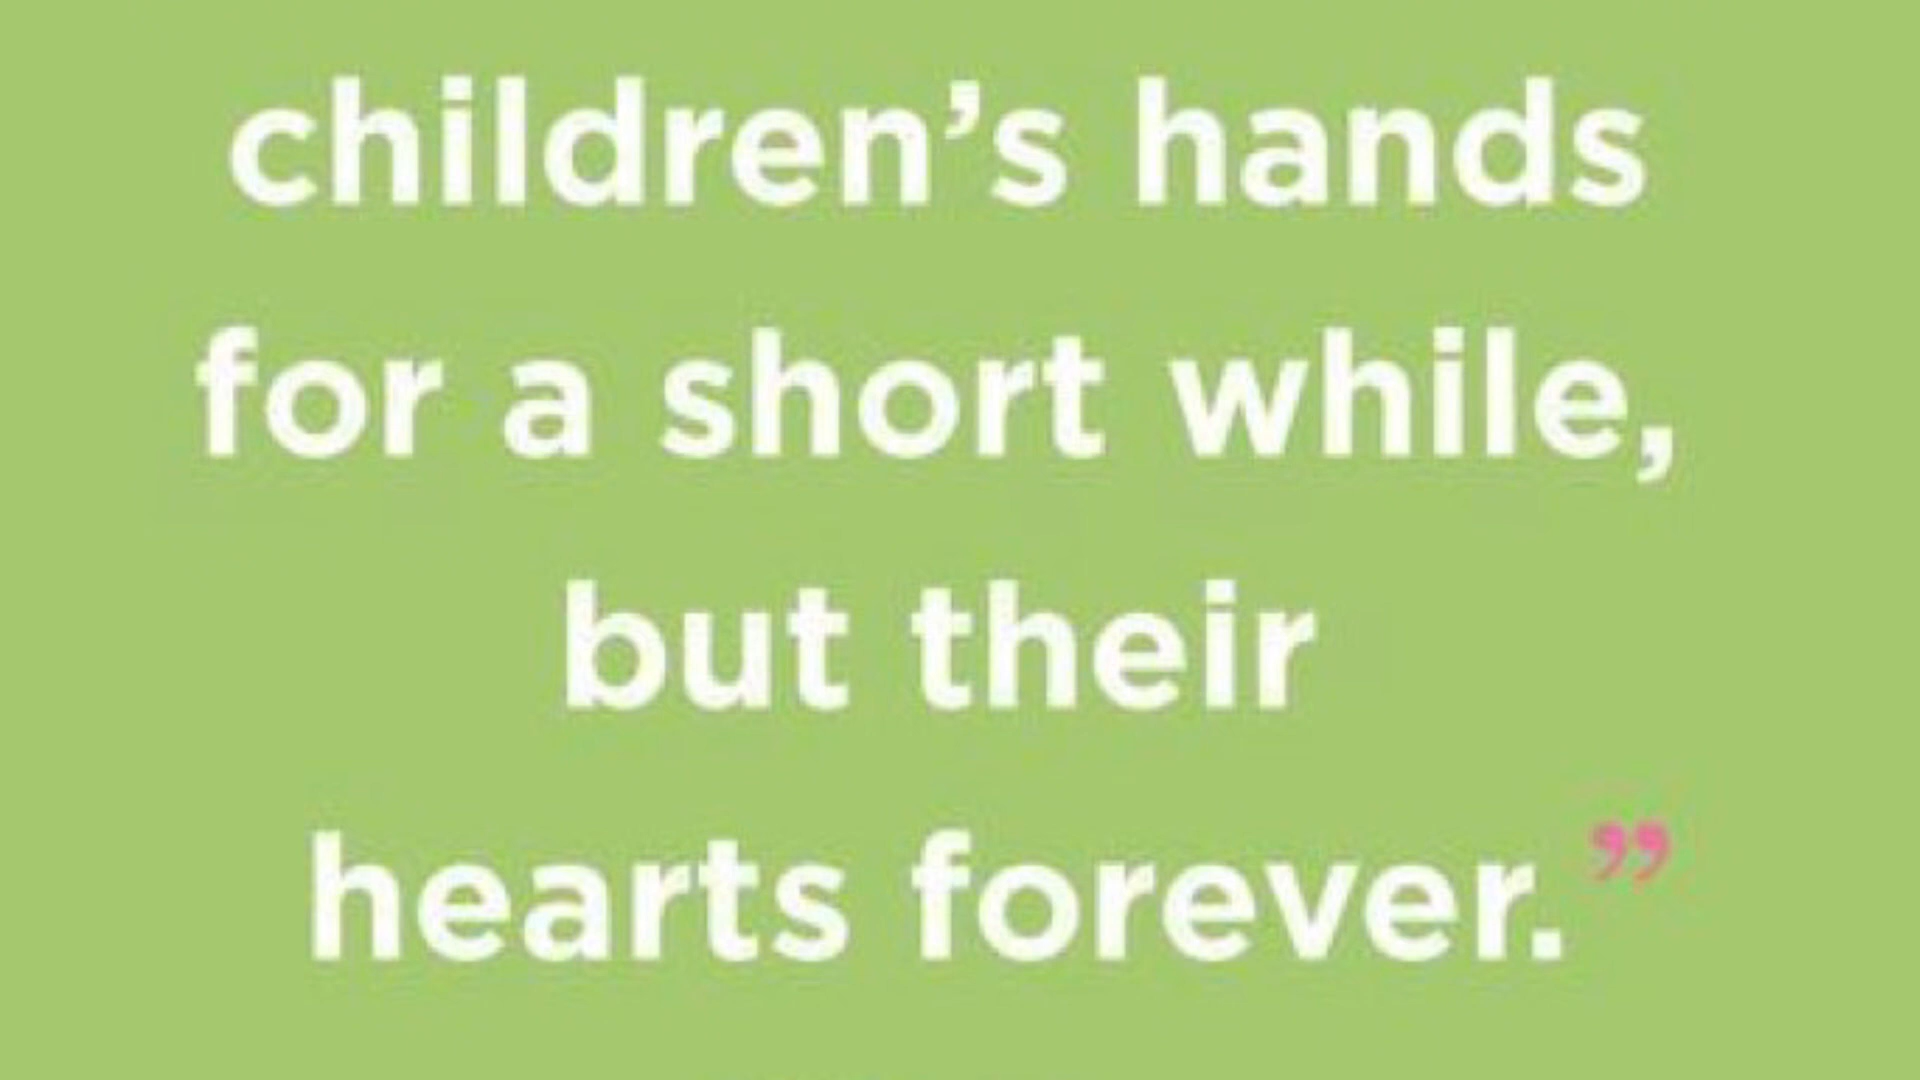 children’s hands
for a short while,
but their
hearts forever.”